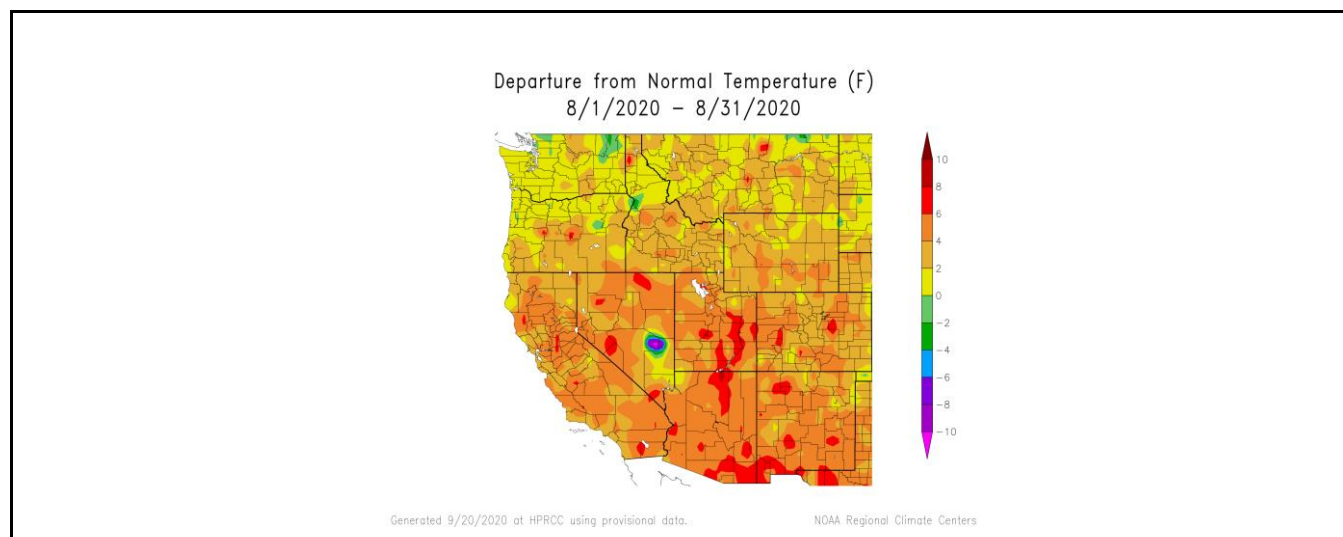 Departure from Normal Temperature (F)
8/1/2020 – 8/31/2020
10
8
6
4
2
0
-2
-4
-6
-8
-10
Generated 9/20/2020 at HPRCC using provisional data.
NOAA Regional Climate Centers